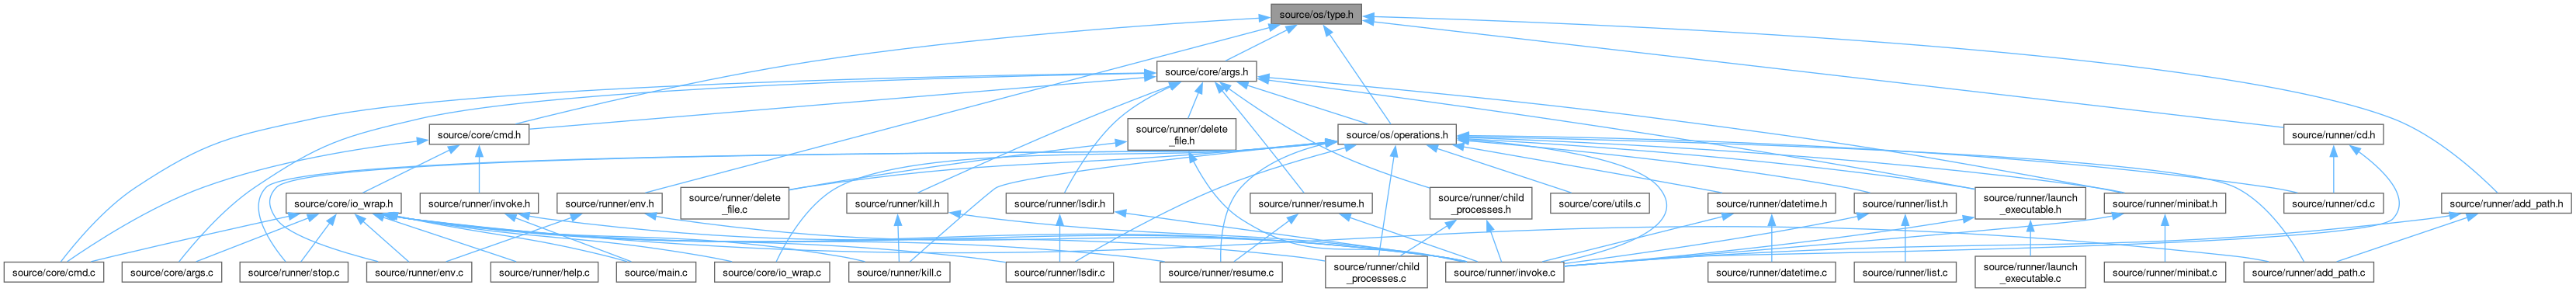 source/os/type.h
source/core/args.h
source/core/cmd.h
source/runner/delete
_file.h
source/os/operations.h
source/runner/cd.h
source/core/io_wrap.h
source/runner/invoke.h
source/runner/env.h
source/runner/delete
_file.c
source/runner/kill.h
source/runner/lsdir.h
source/runner/resume.h
source/runner/child
_processes.h
source/core/utils.c
source/runner/datetime.h
source/runner/list.h
source/runner/launch
_executable.h
source/runner/minibat.h
source/runner/cd.c
source/runner/add_path.h
source/core/cmd.c
source/core/args.c
source/runner/stop.c
source/runner/env.c
source/runner/help.c
source/main.c
source/core/io_wrap.c
source/runner/kill.c
source/runner/lsdir.c
source/runner/resume.c
source/runner/child
_processes.c
source/runner/invoke.c
source/runner/datetime.c
source/runner/list.c
source/runner/launch
_executable.c
source/runner/minibat.c
source/runner/add_path.c